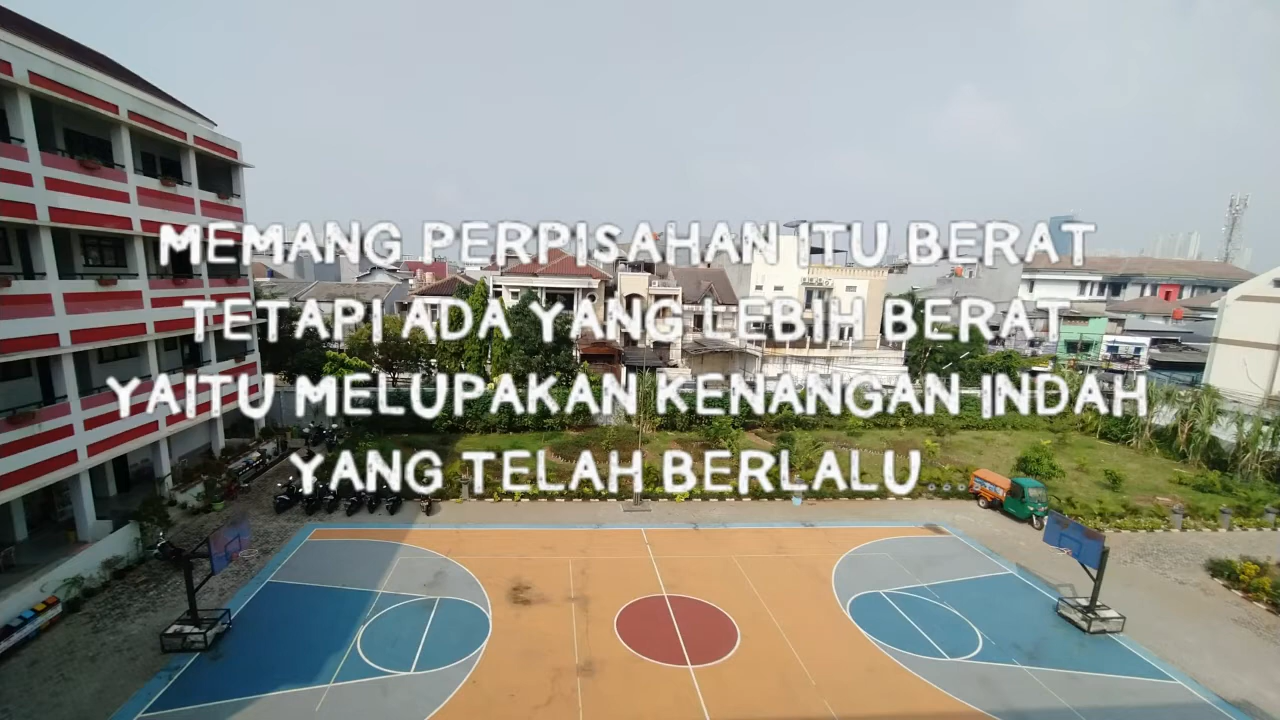 MEMANG PERPISAHAN ITU BERAT
TETAPI ADA YANG LEBIH BERAT
YAITU MELUPAKAN KENANGAN INDAH
YANG TELAH BERLALU